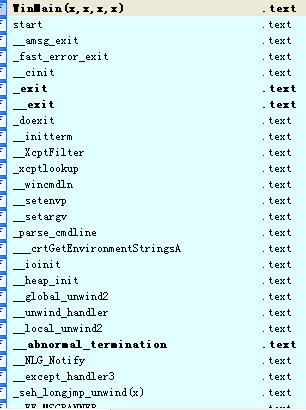 WinMain(x,x,x,x) .text
start .text
__amsg_exit .text
_fast_error_exit .text
__cinit .text
_exit .text
__exit .text
_doexit .text
__initterm .text
__XcptFilter .text
_xcptlookup .text
__wincmdln .text
__setenvp .text
__setargv .text
_parse_cmdline .text
___crtGetEnvironmentStringsA .text
__ioinit .text
__heap_init .text
__global_unwind2 .text
__unwind_handler .text
__local_unwind2 .text
__abnormal_termination .text
__NLG_Notify .text
__except_handler3 .text
_seh_longjmp_unwind(x) .text
.text